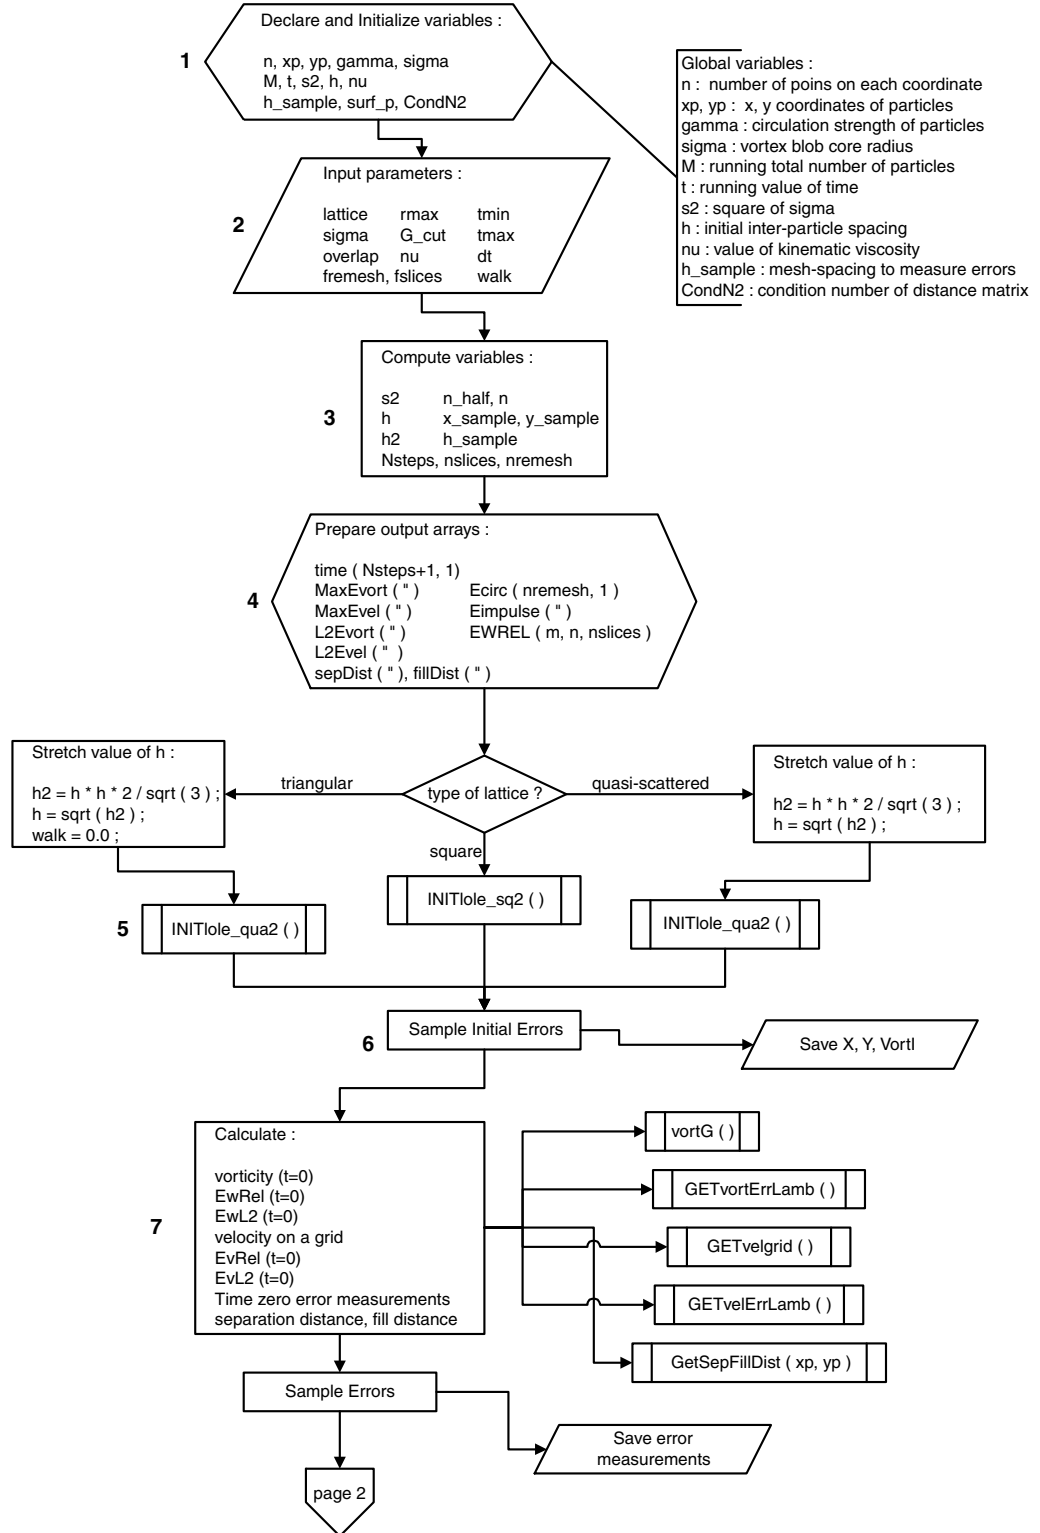 Declare and Initialize variables :
1
n, xp, yp, gamma, sigma
M, t, s2, h, nu
h_sample, surf_p, CondN2
Global variables :
n : number of poins on each coordinate
xp, yp : x, y coordinates of particles
gamma : circulation strength of particles
sigma : vortex blob core radius
M : running total number of particles
t : running value of time
s2 : square of sigma
h : initial inter-particle spacing
nu : value of kinematic viscosity
h_sample : mesh-spacing to measure errors
CondN2 : condition number of distance matrix
Input parameters :
2
lattice rmax tmin
sigma G_cut tmax
overlap nu dt
fremesh, fslices walk
Compute variables :
3
s2 n_half, n
h x_sample, y_sample
h2 h_sample
Nsteps, nslices, nremesh
Prepare output arrays :
4
time ( Nsteps+1, 1)
MaxEvort ( " ) Ecirc ( nremesh, 1 )
MaxEvel ( " ) Eimpulse ( " )
L2Evort ( " ) EWREL ( m, n, nslices )
L2Evel ( " )
sepDist ( " ), fillDist ( " )
type of lattice ?
triangular
quasi-scattered
square
Stretch value of h :
h2 = h * h * 2 / sqrt ( 3 ) ;
h = sqrt ( h2 ) ;
walk = 0.0 ;
Stretch value of h :
h2 = h * h * 2 / sqrt ( 3 ) ;
h = sqrt ( h2 ) ;
5
INITlole_qua2 ( )
INITlole_sq2 ( )
INITlole_qua2 ( )
6
Sample Initial Errors
Save X, Y, VortI
7
Calculate :
vorticity (t=0)
EwRel (t=0)
EwL2 (t=0)
velocity on a grid
EvRel (t=0)
EvL2 (t=0)
Time zero error measurements
separation distance, fill distance
vortG ( )
GETvortErrLamb ( )
GETvelgrid ( )
GETvelErrLamb ( )
GetSepFillDist ( xp, yp )
Sample Errors
Save error
measurements
page 2